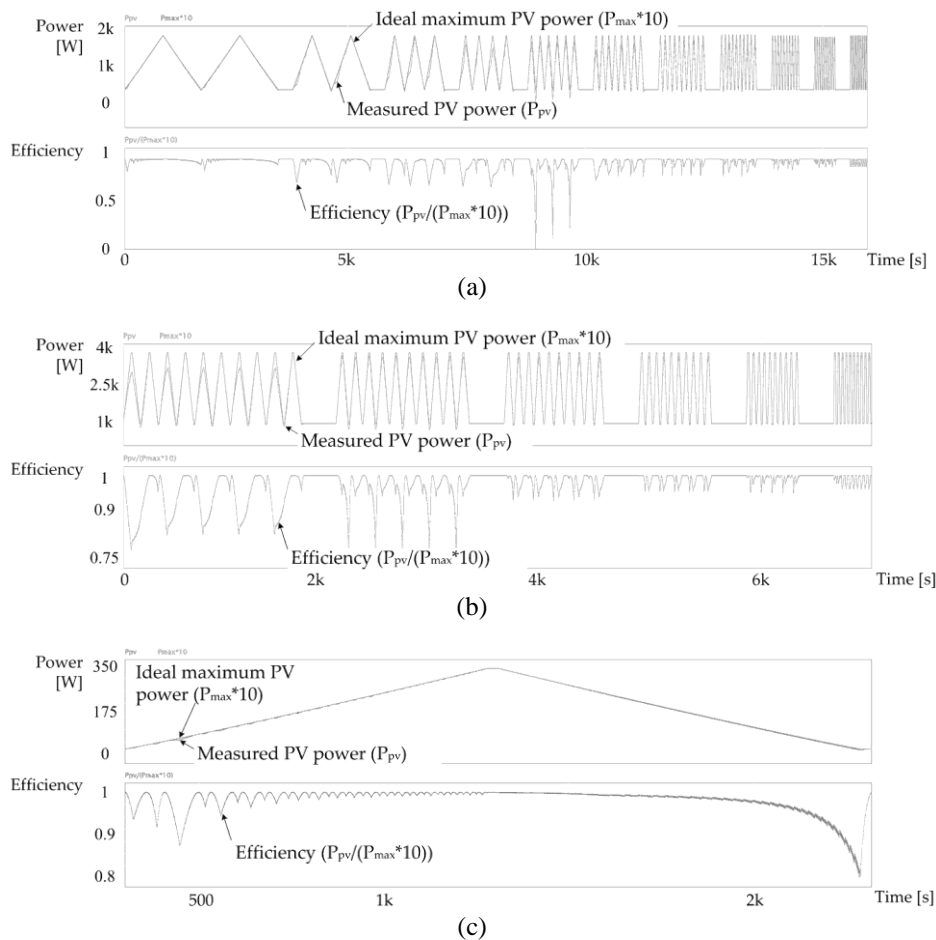 Ppv Pmax*10
Power
[W]
2k
1k
0
Ideal maximum PV power (Pmax*10)
Measured PV power (Ppv)
Ppv/(Pmax*10)
Efficiency
1
0.5
0
Efficiency (Ppv/(Pmax*10))
0 5k 10k 15k Time [s]
(a)
Ppv Pmax*10
Power
[W]
4k
2.5k
1k
Ideal maximum PV power (Pmax*10)
Measured PV power (Ppv)
Ppv/(Pmax*10)
Efficiency
1
0.9
0.75
Efficiency (Ppv/(Pmax*10))
0 2k 4k 6k Time [s]
(b)
Ppv Pmax*10
Power
[W]
350
175
0
Ideal maximum PV
power (Pmax*10)
Measured PV power (Ppv)
Ppv/(Pmax*10)
Efficiency
1
0.9
0.8
Efficiency (Ppv/(Pmax*10))
500 1k 2k Time [s]
(c)